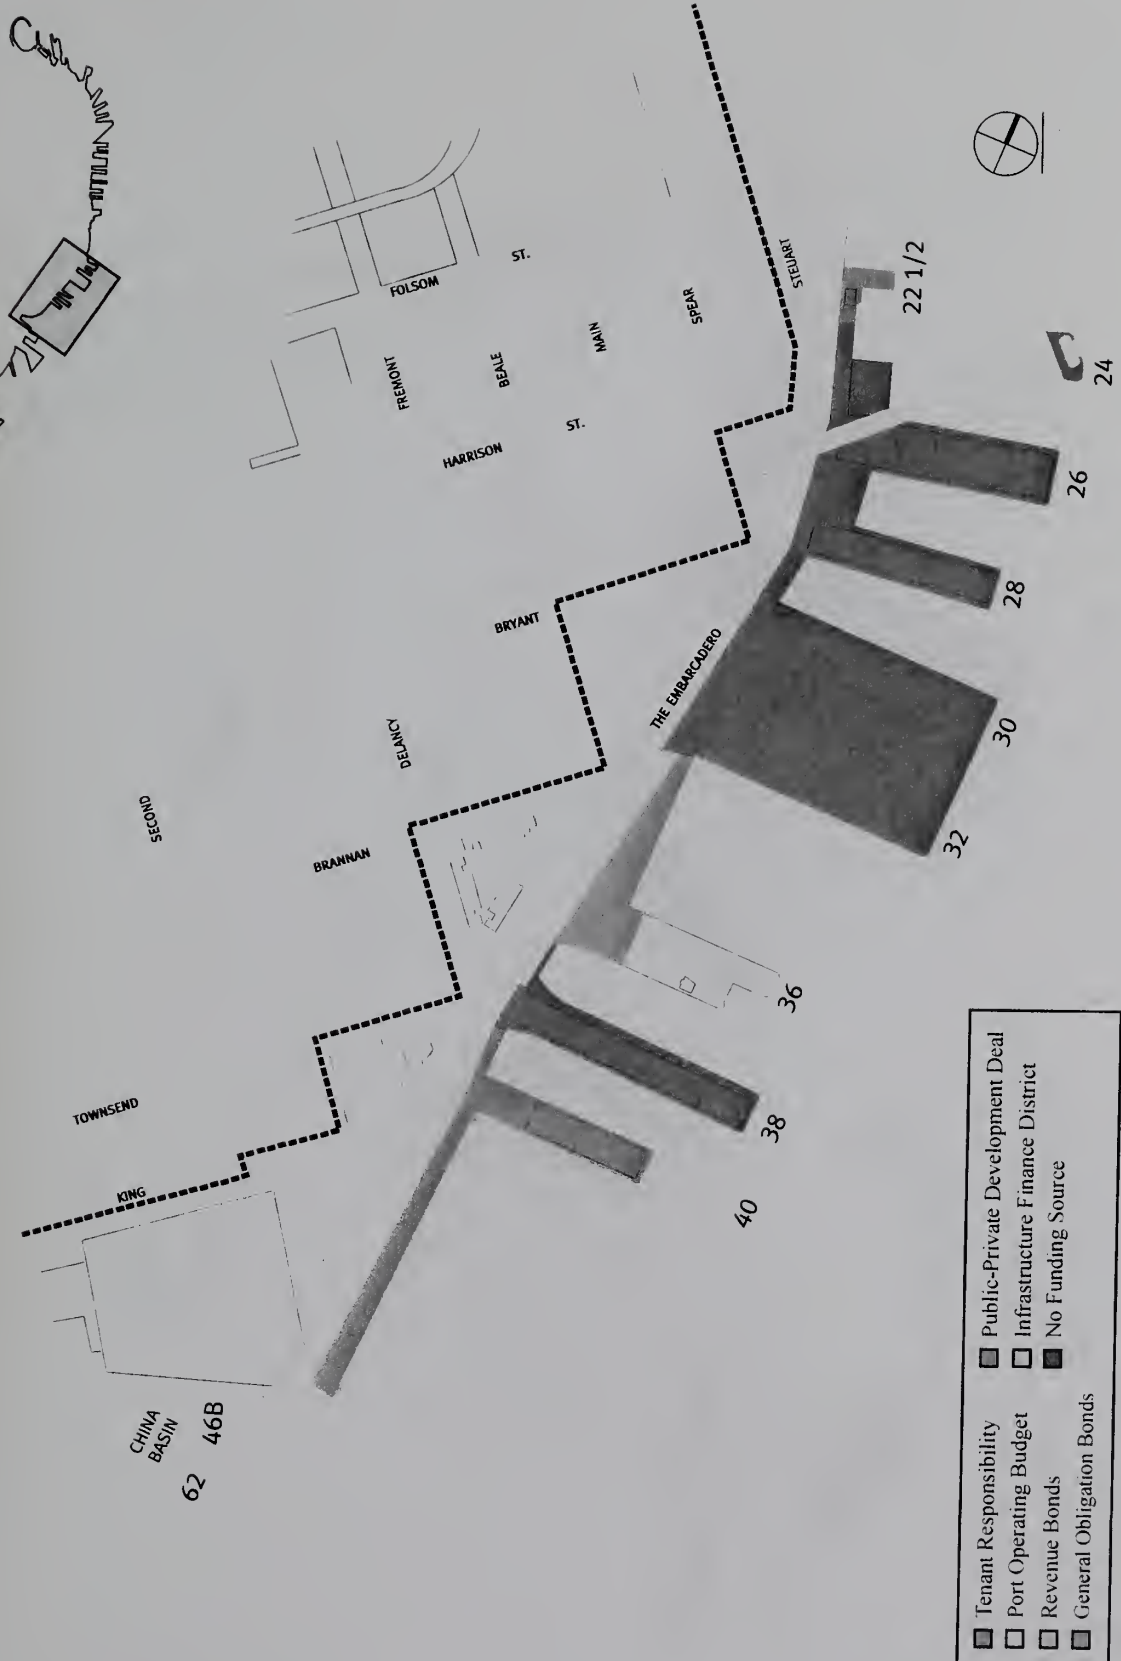 FOLSOM
ST.
STEUART
SPEAR
22 1/2
FREMONT
BEALE
MAIN
24
HARRISON
ST.
26
28
BRYANT
THE EMBARCADERO
30
DELANCY
SECOND
BRANNAN
32
36
TOWNSEND
38
KING
40
CHINA
BASIN
46B
62
Tenant Responsibility
Port Operating Budget
Revenue Bonds
General Obligation Bonds
Public-Private Development Deal
Infrastructure Finance District
No Funding Source